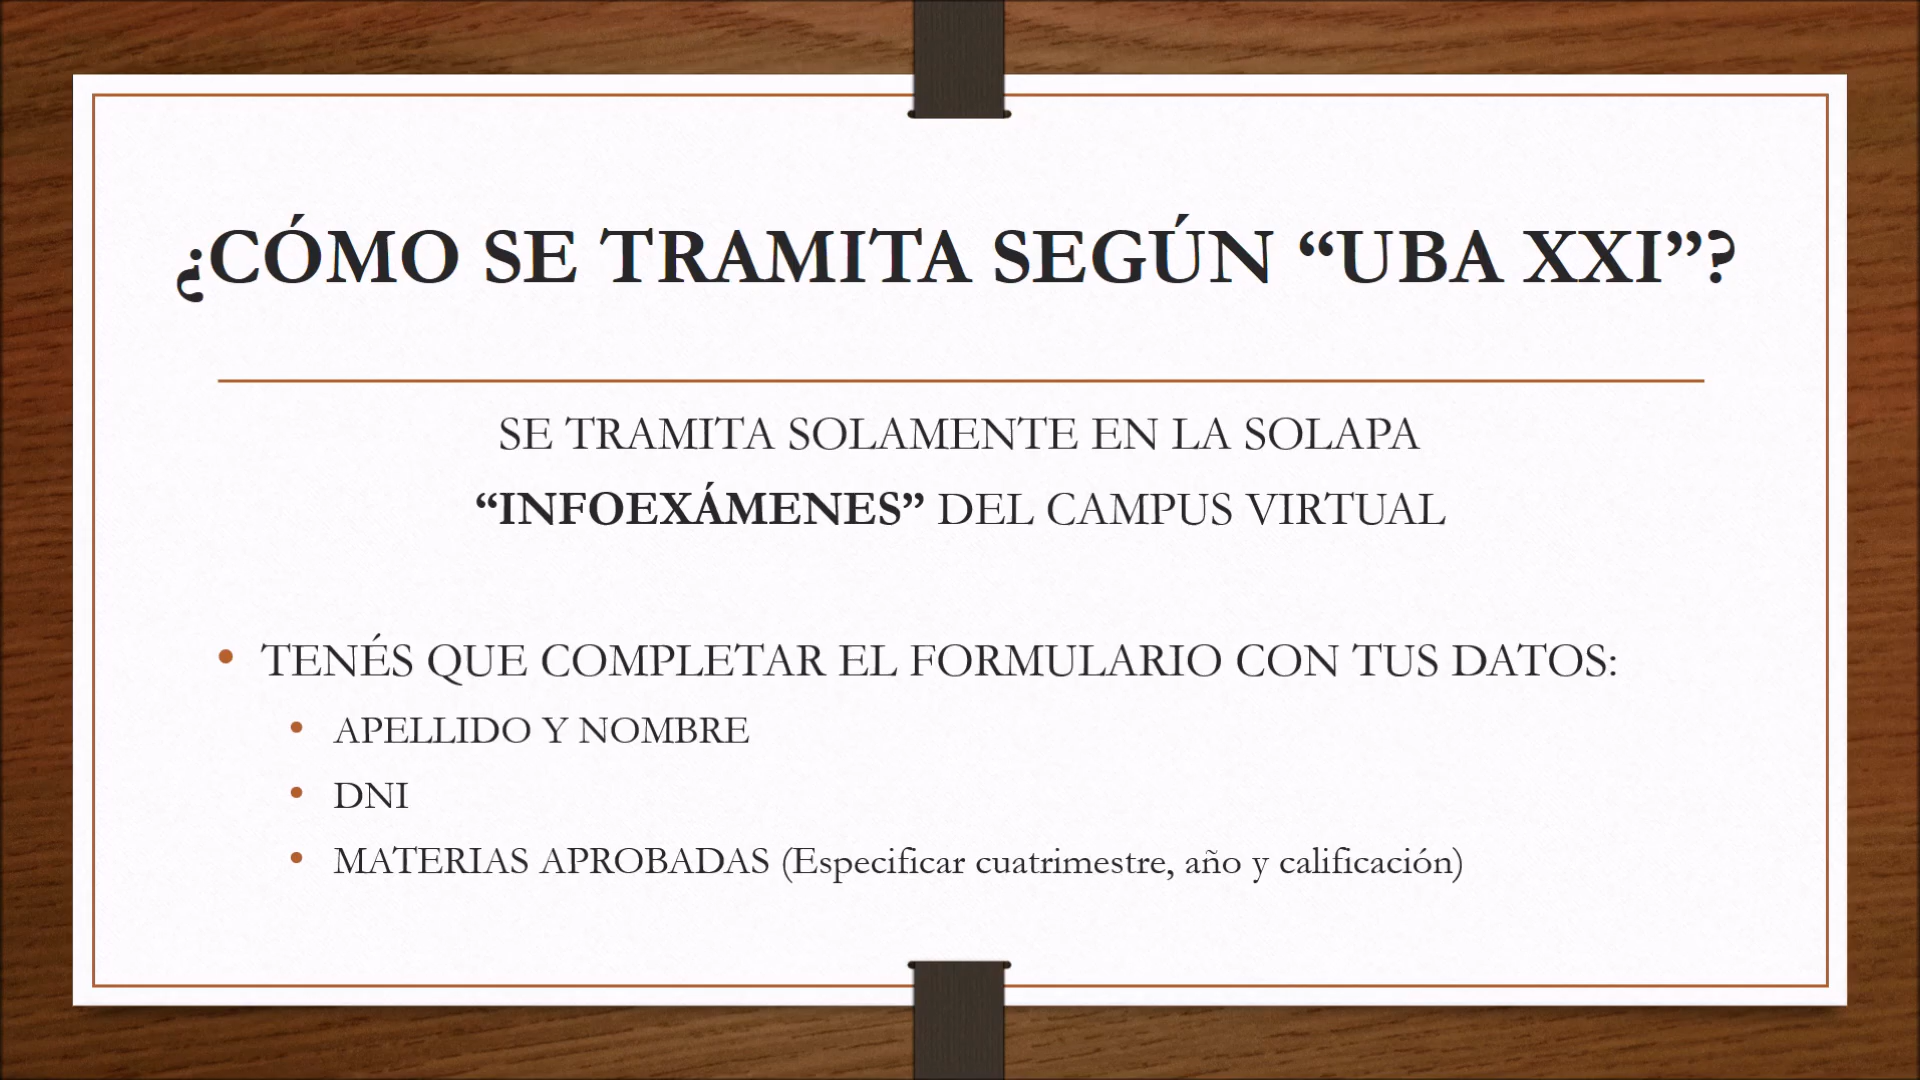 ¿CÓMO SE TRAMITA SEGÚN “UBA XXI”?
SE TRAMITA SOLAMENTE EN LA SOLAPA
“INFOEXÁMENES” DEL CAMPUS VIRTUAL
• TENÉS QUE COMPLETAR EL FORMULARIO CON TUS DATOS:
• APELLIDO Y NOMBRE
• DNI
• MATERIAS APROBADAS (Especificar cuatrimestre, año y calificación)